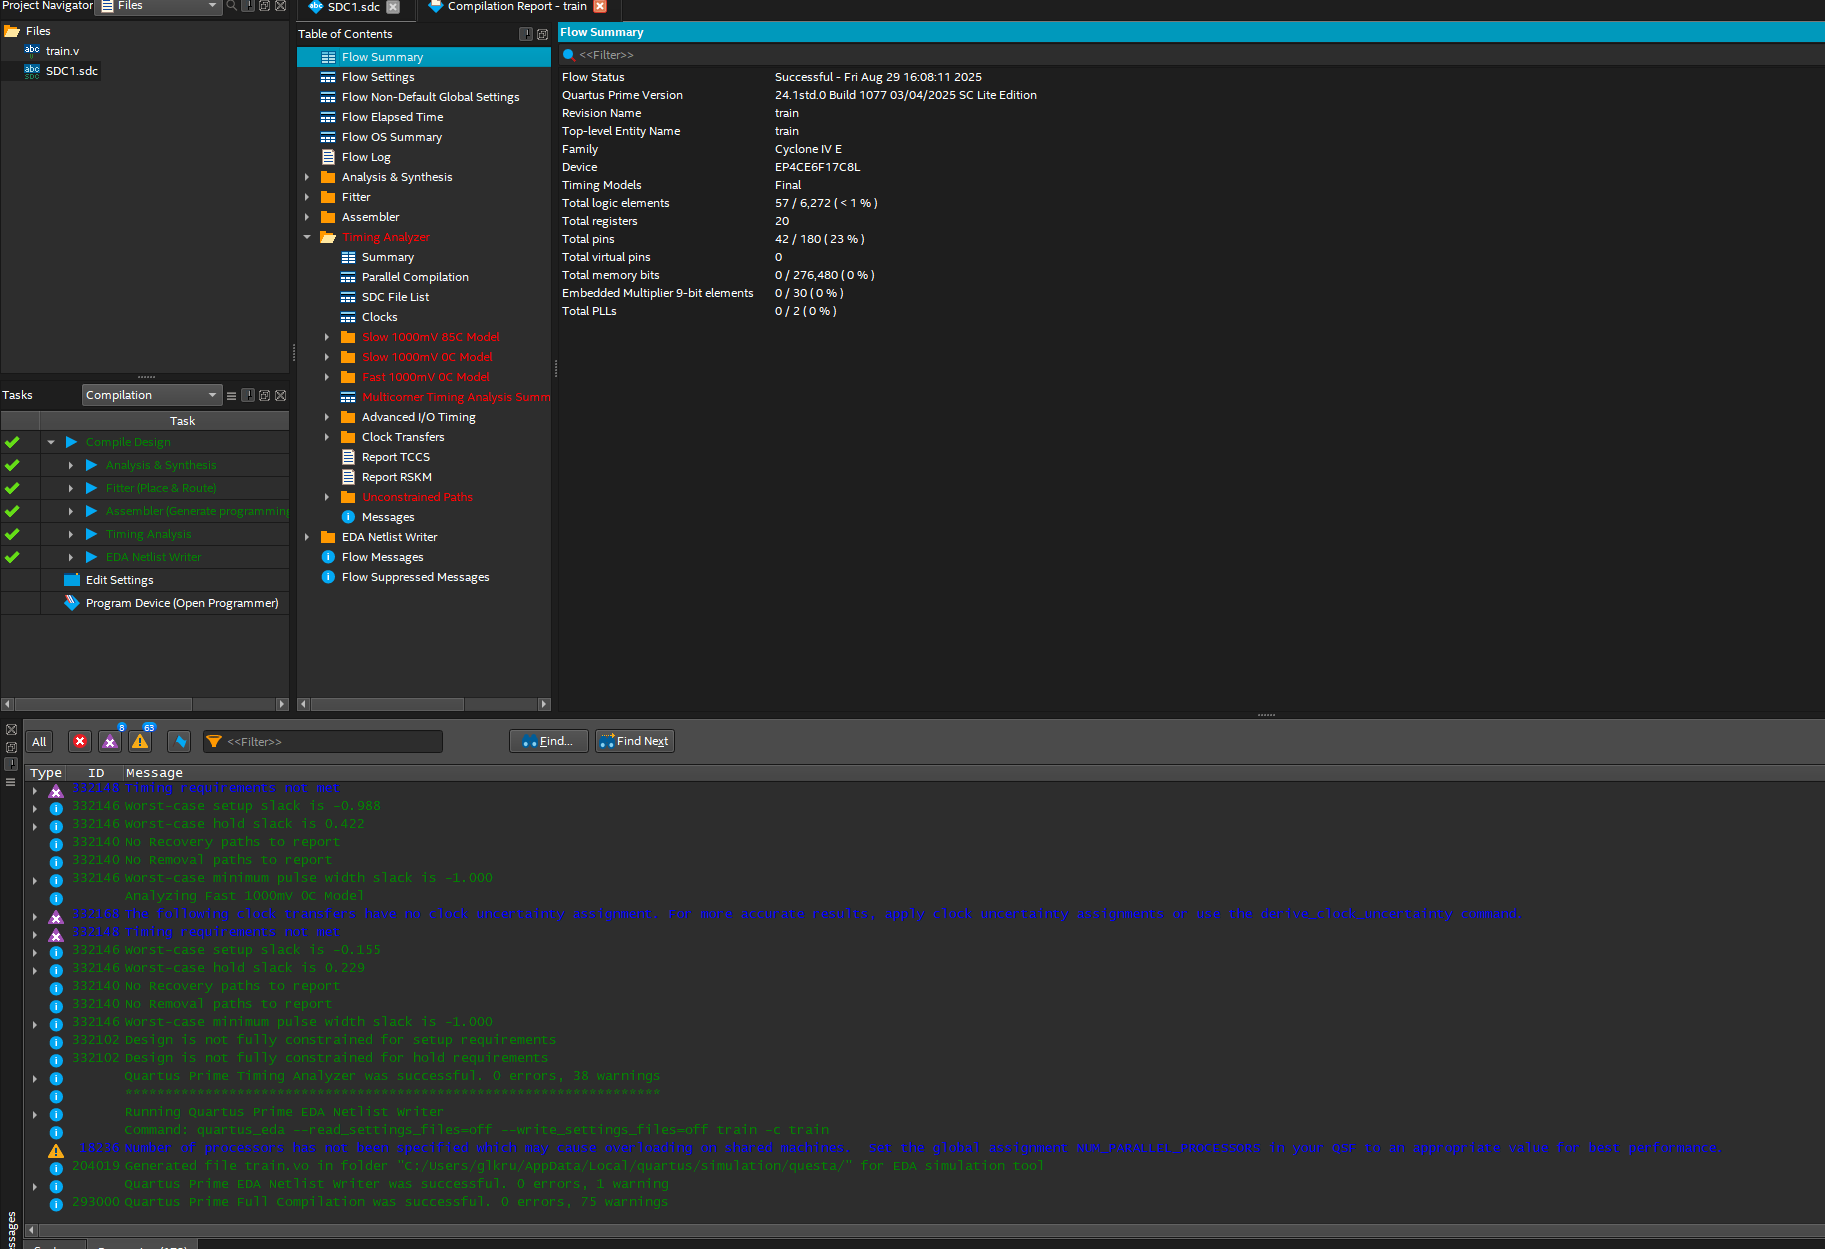 Project Navigator
Files
Files
train.v
SDC1.sdc
Tasks
Compilation
Task
Compile Design
Analysis & Synthesis
Fitter (Place & Route)
Assembler (Generate programming
Timing Analysis
EDA Netlist Writer
Edit Settings
Program Device (Open Programmer)
SDC1.sdc
Compilation Report - train
Table of Contents
Flow Summary
Flow Settings
Flow Non-Default Global Settings
Flow Elapsed Time
Flow OS Summary
Flow Log
Analysis & Synthesis
Fitter
Assembler
Timing Analyzer
Summary
Parallel Compilation
SDC File List
Clocks
Slow 1000mV 85C Model
Slow 1000mV 0C Model
Fast 1000mV 0C Model
Multicorner Timing Analysis Summ
Advanced I/O Timing
Clock Transfers
Report TCCS
Report RSKM
Unconstrained Paths
Messages
EDA Netlist Writer
Flow Messages
Flow Suppressed Messages
Flow Summary
<<Filter>>
Flow Status Successful - Fri Aug 29 16:08:11 2025
Quartus Prime Version 24.1std.0 Build 1077 03/04/2025 SC Lite Edition
Revision Name train
Top-level Entity Name train
Family Cyclone IV E
Device EP4CE6F17C8L
Timing Models Final
Total logic elements 57 / 6,272 ( < 1 % )
Total registers 20
Total pins 42 / 180 ( 23 % )
Total virtual pins 0
Total memory bits 0 / 276,480 ( 0 % )
Embedded Multiplier 9-bit elements 0 / 30 ( 0 % )
Total PLLs 0 / 2 ( 0 % )
All 8 63 <<Filter>> Find... Find Next
Type ID Message
332148 Timing requirements not met
332146 Worst-case setup slack is -0.988
332146 Worst-case hold slack is 0.422
332140 No Recovery paths to report
332140 No Removal paths to report
332146 Worst-case minimum pulse width slack is -1.000
Analyzing Fast 1000mV 0C Model
332168 The following clock transfers have no clock uncertainty assignment. For more accurate results, apply clock uncertainty assignments or use the derive_clock_uncertainty command.
332148 Timing requirements not met
332146 Worst-case setup slack is -0.155
332146 Worst-case hold slack is 0.229
332140 No Recovery paths to report
332140 No Removal paths to report
332146 Worst-case minimum pulse width slack is -1.000
332102 Design is not fully constrained for setup requirements
332102 Design is not fully constrained for hold requirements
Quartus Prime Timing Analyzer was successful. 0 errors, 38 warnings
*******************************************************************
Running Quartus Prime EDA Netlist Writer
Command: quartus_eda --read_settings_files=off --write_settings_files=off train -c train
18236 Number of processors has not been specified which may cause overloading on shared machines.  Set the global assignment NUM_PARALLEL_PROCESSORS in your QSF to an appropriate value for best performance.
204019 Generated file train.vo in folder "C:/Users/glkru/AppData/Local/quartus/simulation/questa/" for EDA simulation tool
Quartus Prime EDA Netlist Writer was successful. 0 errors, 1 warning
293000 Quartus Prime Full Compilation was successful. 0 errors, 75 warnings